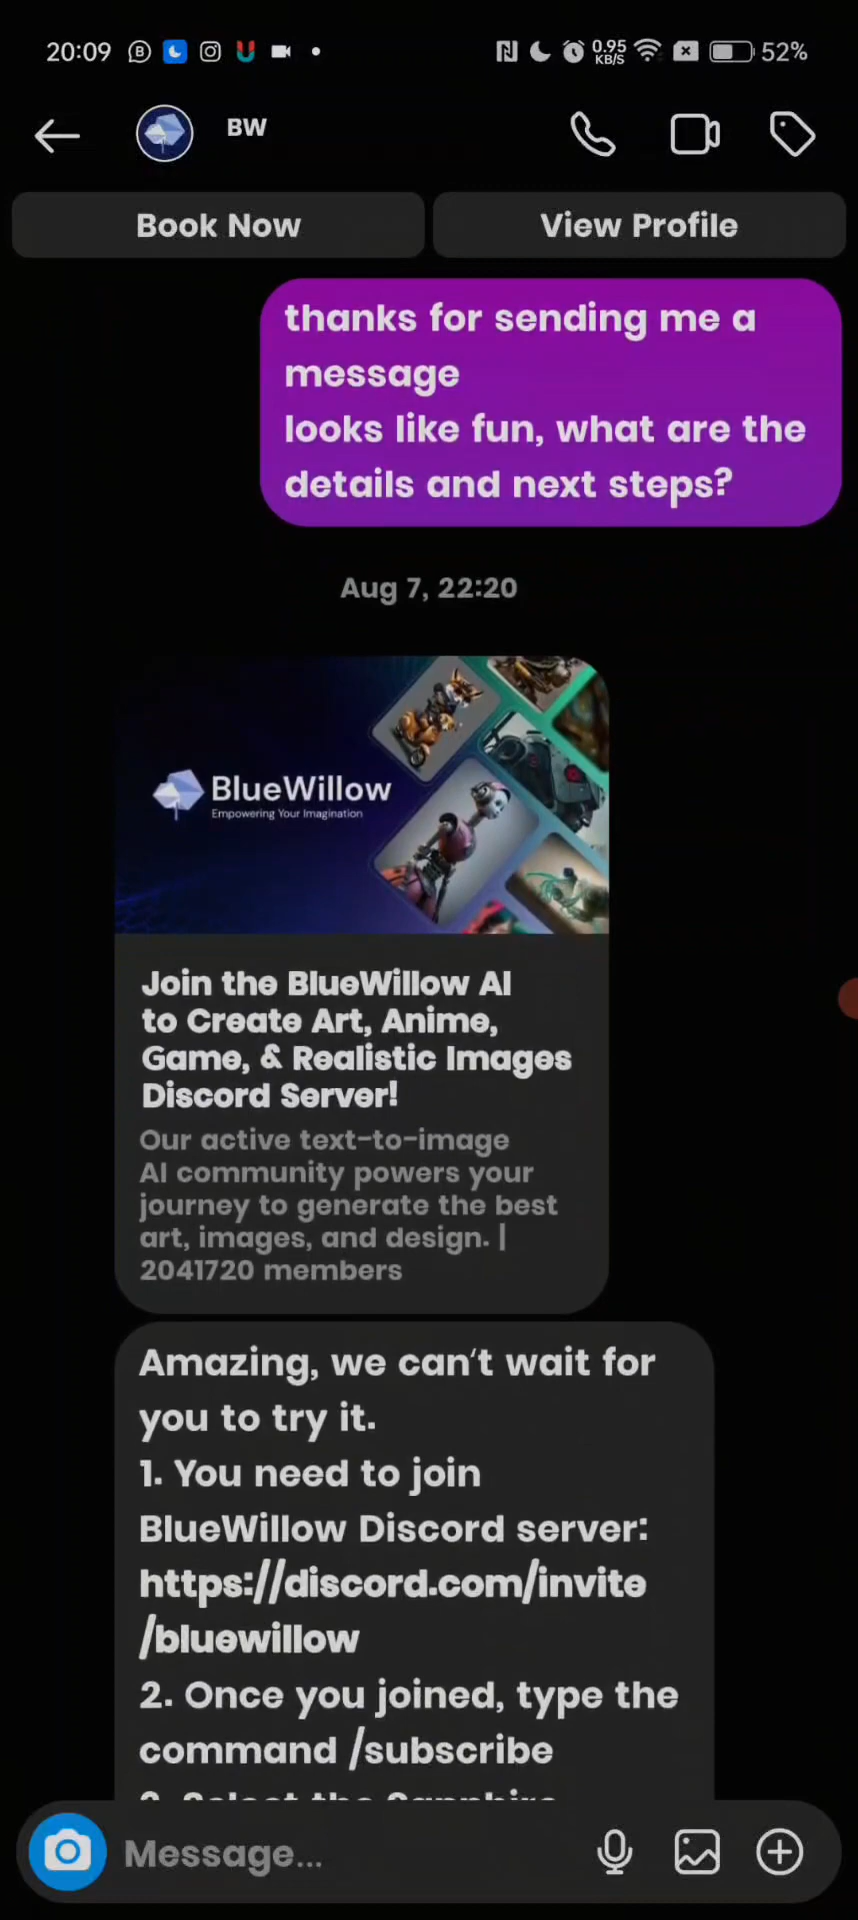 20:09
0.95
KB/S
52%
BW
Book Now
View Profile
thanks for sending me a
message
looks like fun, what are the
details and next steps?
Aug 7, 22:20
BlueWillow
Empowering Your Imagination
Join the BlueWillow AI
to Create Art, Anime,
Game, & Realistic Images
Discord Server!
Our active text-to-image
AI community powers your
journey to generate the best
art, images, and design. |
2041720 members
Amazing, we can't wait for
you to try it.
1. You need to join
BlueWillow Discord server:
https://discord.com/invite
/bluewillow
2. Once you joined, type the
command /subscribe
3. Select the Sapphire
Message...